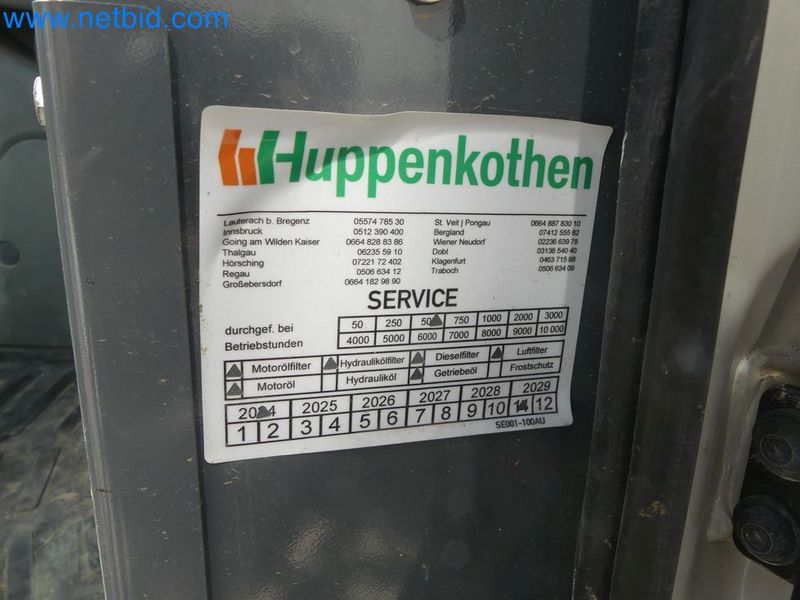 www.netbid.com
Huppenkothen
Lauterach b. Bregenz 05574 785 30 St. Veit | Pongau 0664 887 830 10
Innsbruck 0512 390 400 Bergland 07412 555 82
Going am Wilden Kaiser 0664 828 83 86 Wiener Neudorf 02236 639 78
Thalgau 06235 59 10 Dobl 03136 540 40
Hörsching 07221 72 402 Klagenfurt 0463 715 88
Regau 0506 634 12 Traboch 0506 634 09
Großebersdorf 0664 182 98 90
SERVICE
durchgef. bei 50 250 500 750 1000 2000 3000
Betriebstunden 4000 5000 6000 7000 8000 9000 10 000
Motorölfilter Hydraulikölfilter Dieselfilter Luftfilter
Motoröl Hydrauliköl Getriebeöl Frostschutz
2024 2025 2026 2027 2028 2029
1 2 3 4 5 6 7 8 9 10 11 12
SE001-100AU